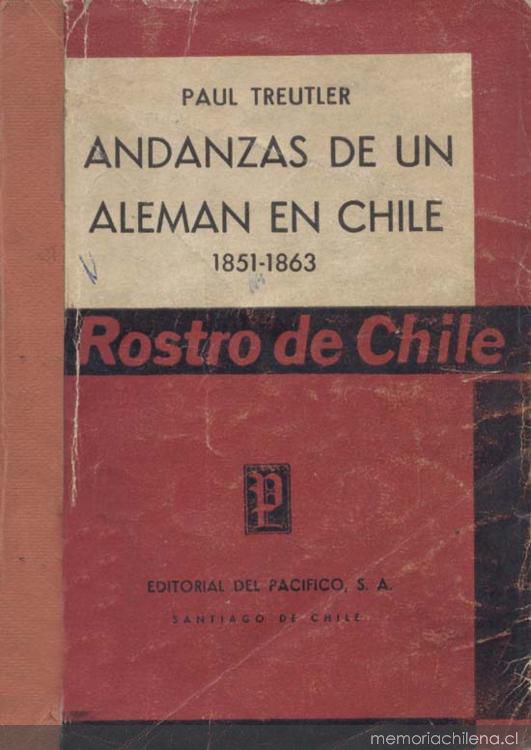 PAUL TREUTLER
ANDANZAS DE UN
ALEMAN EN CHILE
1851-1863
Rostro de Chile
P
EDITORIAL DEL PACIFICO, S. A.
SANTIAGO DE CHILE
memoriachilena.cl